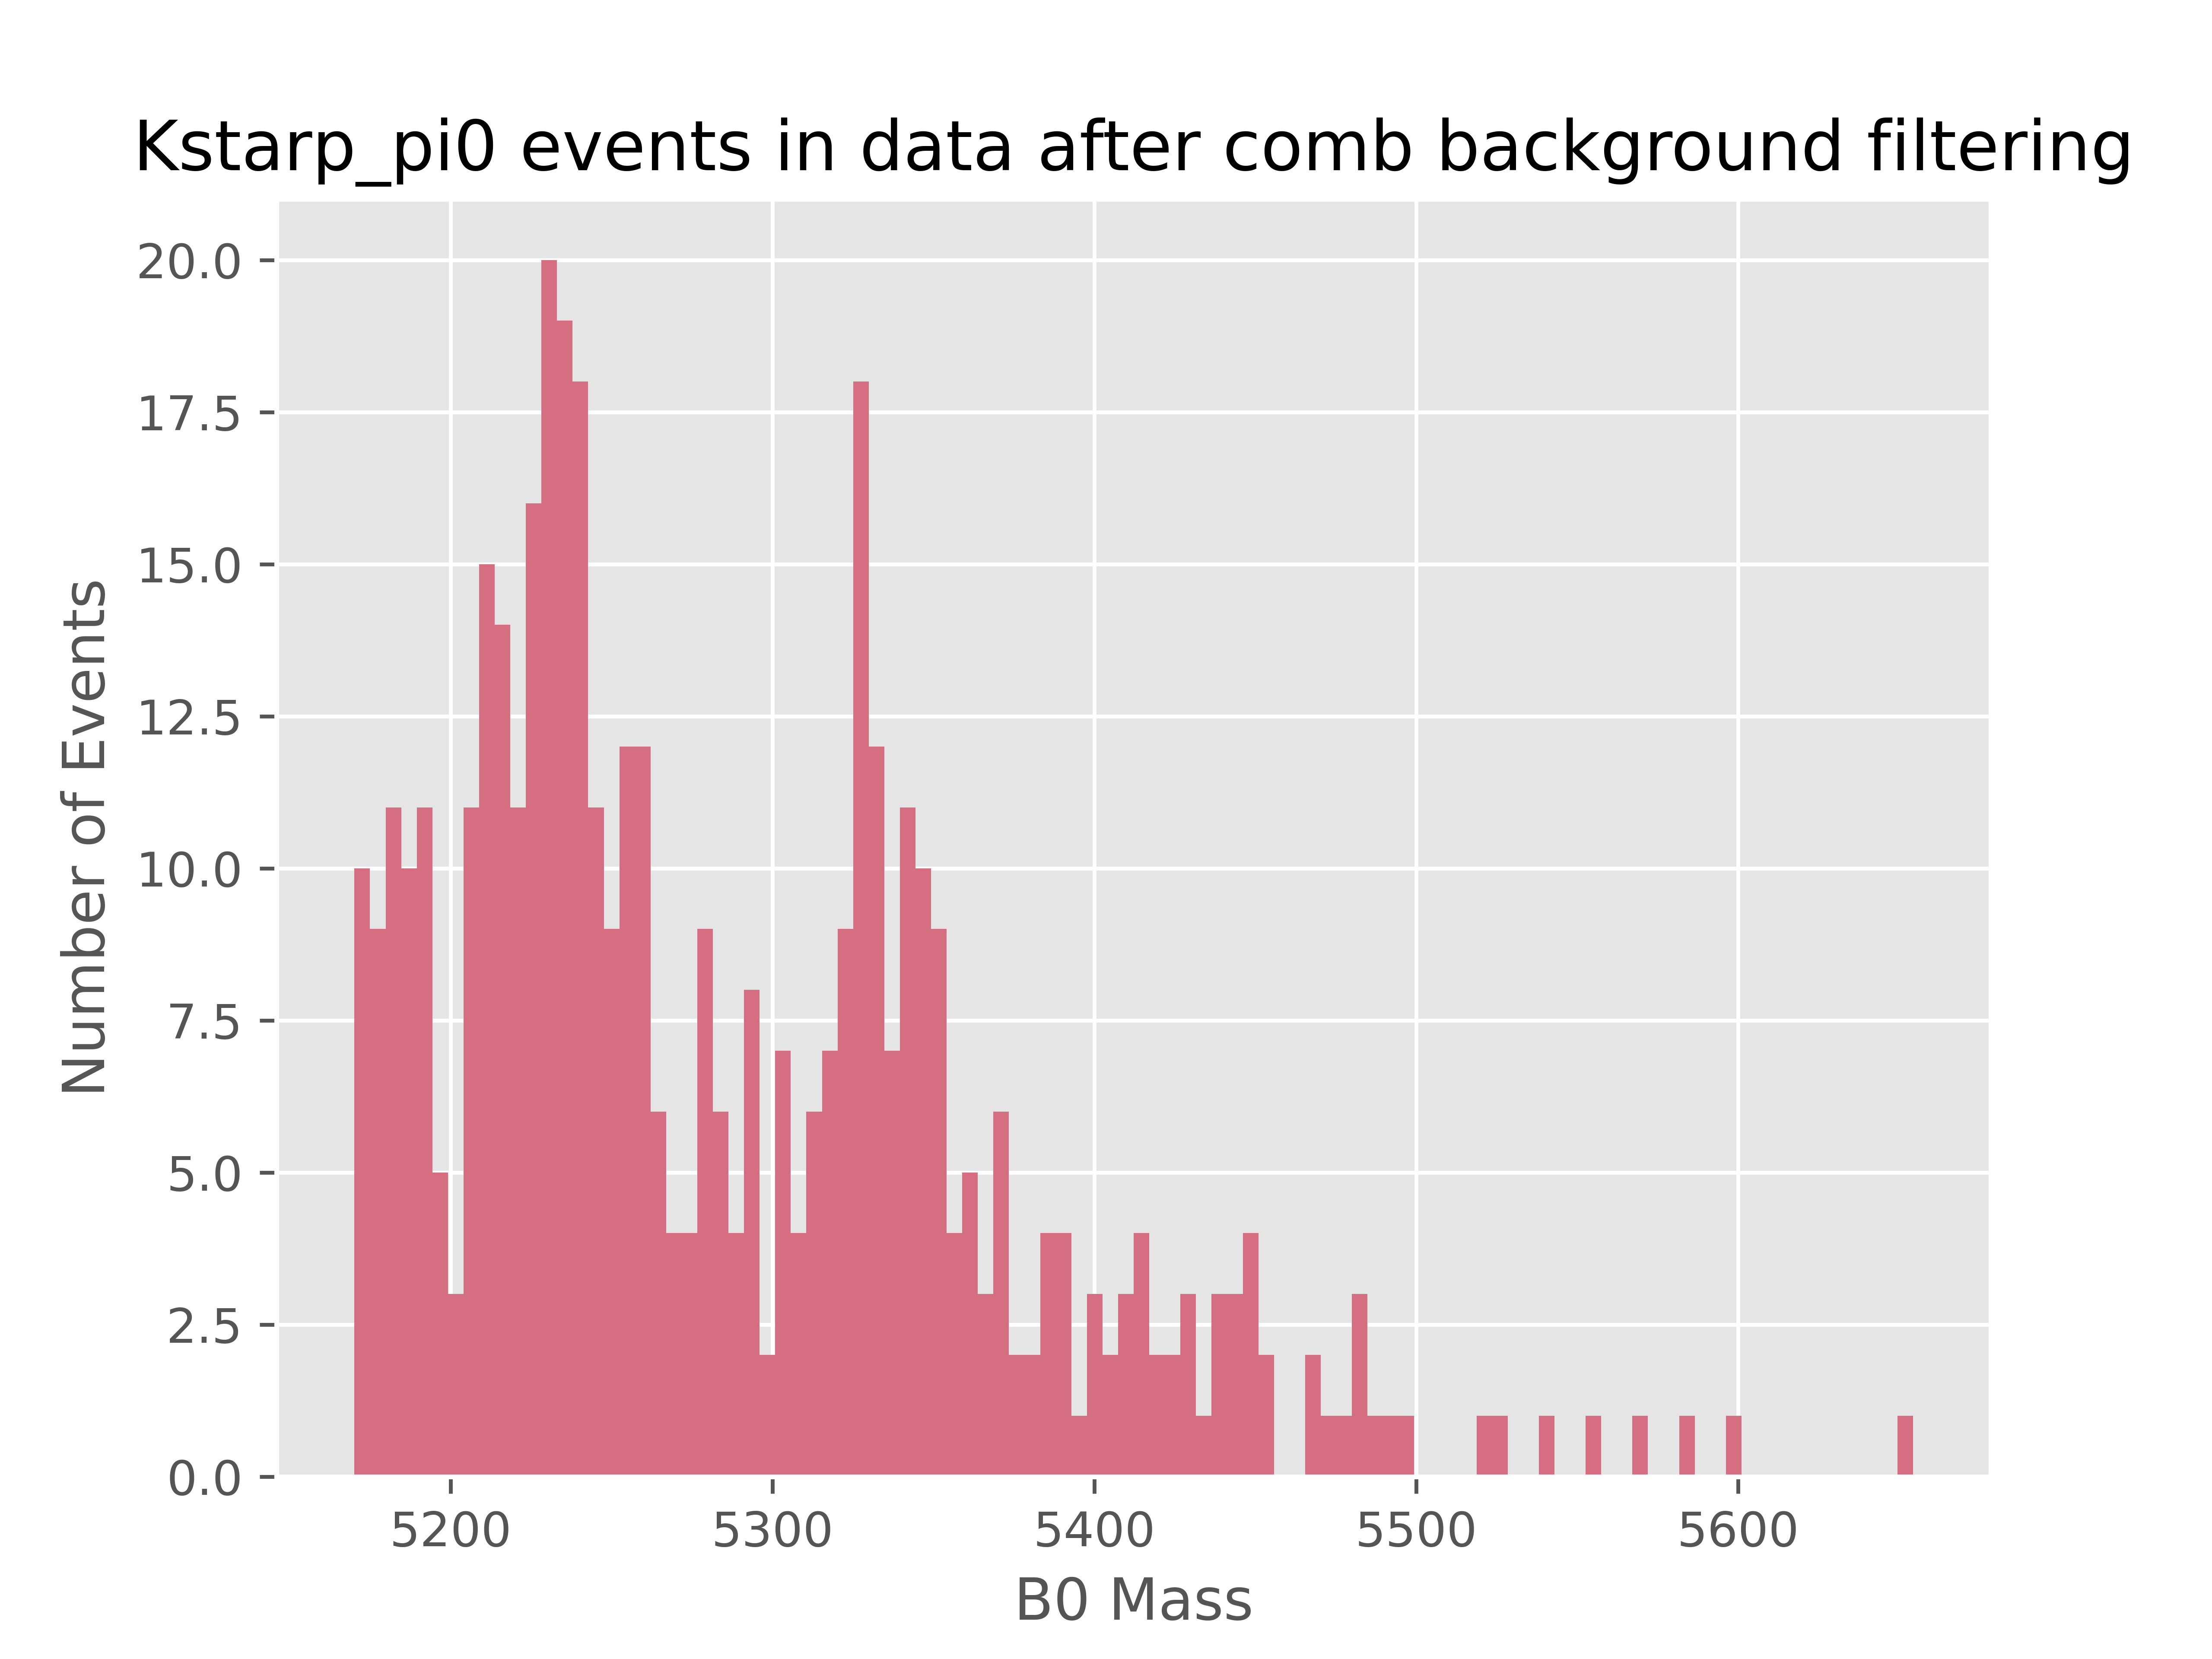 Kstarp_pi0 events in data after comb background filtering
20.0
17.5
15.0
12.5
10.0
7.5
5.0
2.5
0.0
Number of Events
5200 5300 5400 5500 5600
B0 Mass